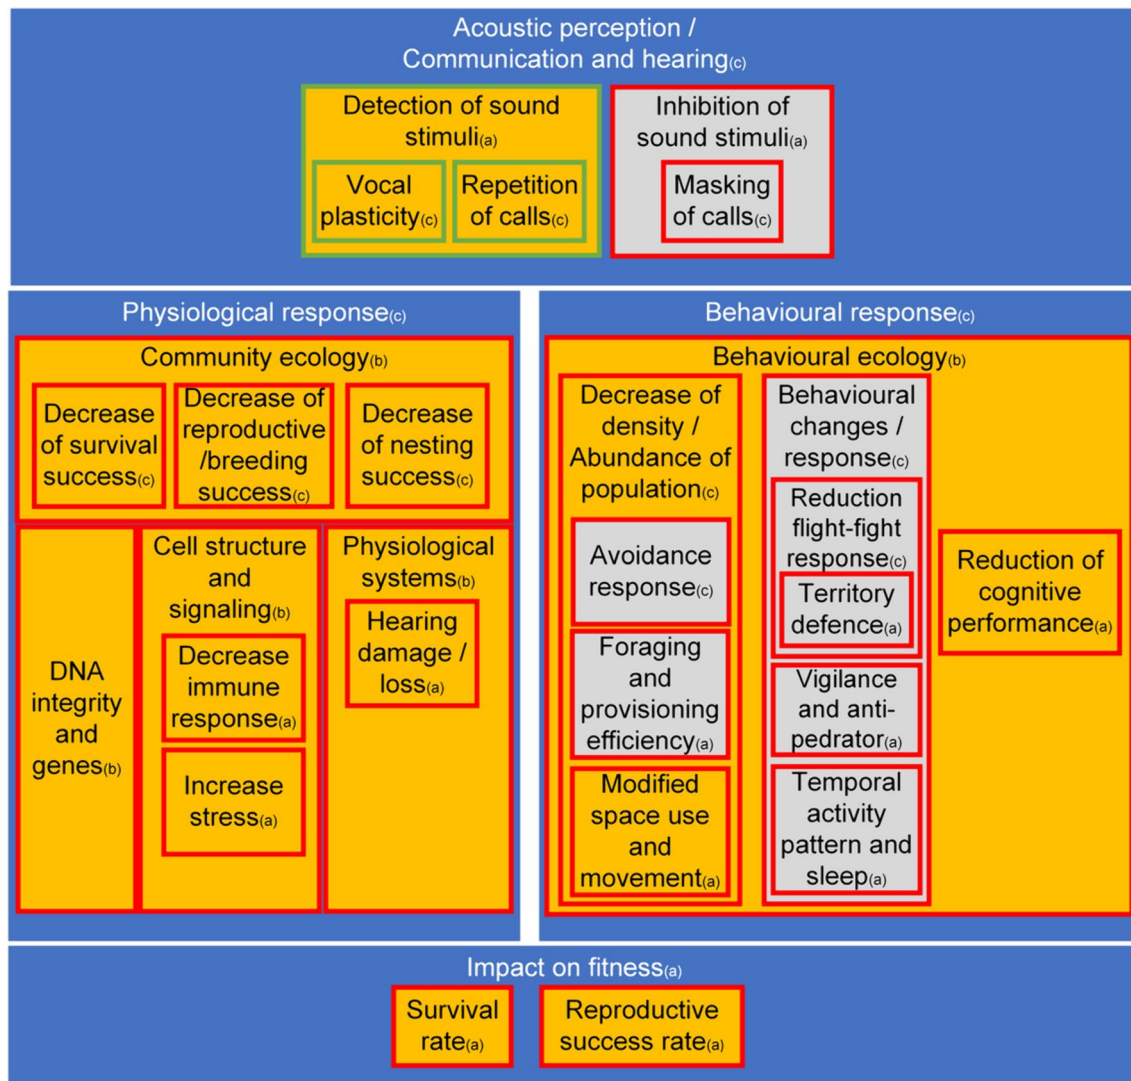 Acoustic perception /
Communication and hearing(c)
Detection of sound
stimuli(a)
Vocal
plasticity(c)
Repetition
of calls(c)
Inhibition of
sound stimuli(a)
Masking
of calls(c)
Physiological response(c)
Community ecology(b)
Decrease
of survival
success(c)
Decrease of
reproductive
/breeding
success(c)
Decrease
of nesting
success(c)
DNA
integrity
and
genes(b)
Cell structure
and
signaling(b)
Decrease
immune
response(a)
Increase
stress(a)
Physiological
systems(b)
Hearing
damage /
loss(a)
Behavioural response(c)
Behavioural ecology(b)
Decrease of
density /
Abundance of
population(c)
Avoidance
response(c)
Foraging and
provisioning
efficiency(a)
Modified
space use
and
movement(a)
Behavioural
changes /
response(c)
Reduction
flight-fight
response(c)
Territory
defence(a)
Vigilance
and anti-
pedrator(a)
Temporal
activity
pattern and
sleep(a)
Reduction of
cognitive
performance(a)
Impact on fitness(a)
Survival
rate(a)
Reproductive
success rate(a)